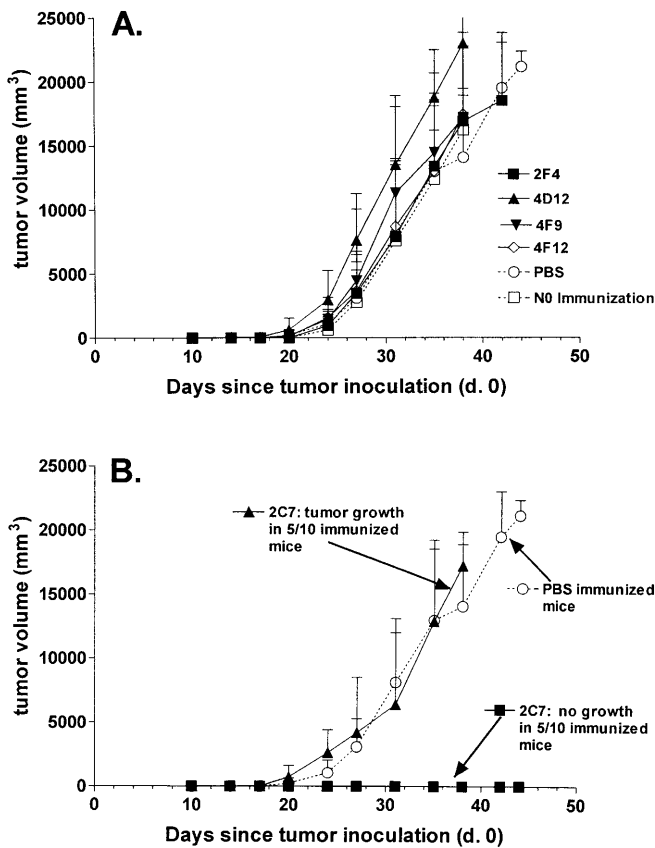 A.
25000
20000
15000
10000
5000
0
tumor volume (mm³)
2F4
4D12
4F9
4F12
PBS
N0 Immunization
0 10 20 30 40 50
Days since tumor inoculation (d. 0)
B.
25000
20000
15000
10000
5000
0
tumor volume (mm³)
2C7: tumor growth
in 5/10 immunized
mice
PBS immunized
mice
2C7: no growth
in 5/10 immunized
mice
0 10 20 30 40 50
Days since tumor inoculation (d. 0)